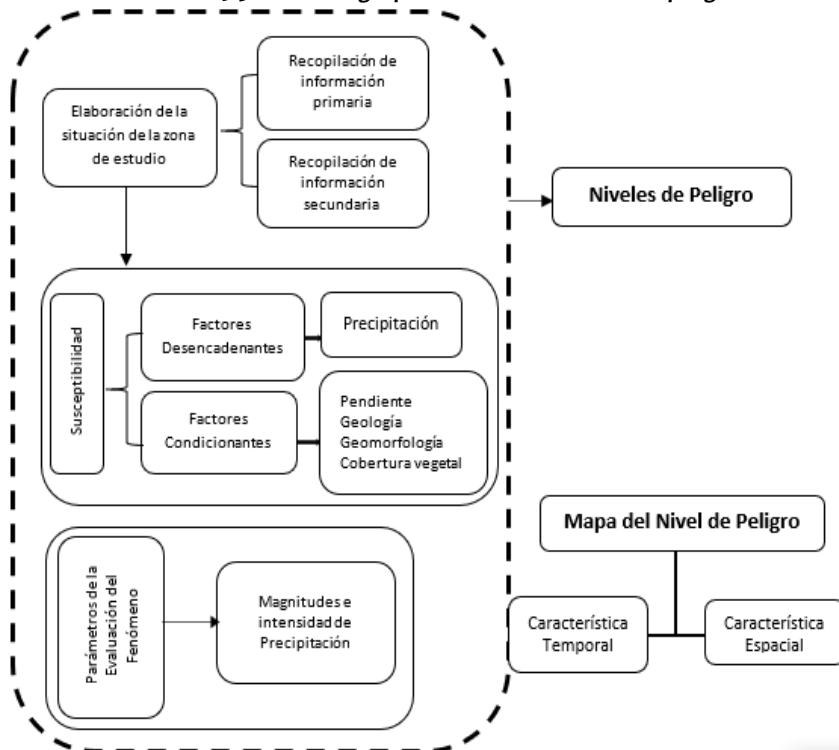 Recopilación de
información
primaria
Elaboración de la
situación de la zona
de estudio
Recopilación de
información
secundaria
Niveles de Peligro
Susceptibilidad
Factores
Desencadenantes
Precipitación
Factores
Condicionantes
Pendiente
Geología
Geomorfología
Cobertura vegetal
Mapa del Nivel de Peligro
Parámetros de la
Evaluación del
Fenómeno
Magnitudes e
intensidad de
Precipitación
Característica
Temporal
Característica
Espacial